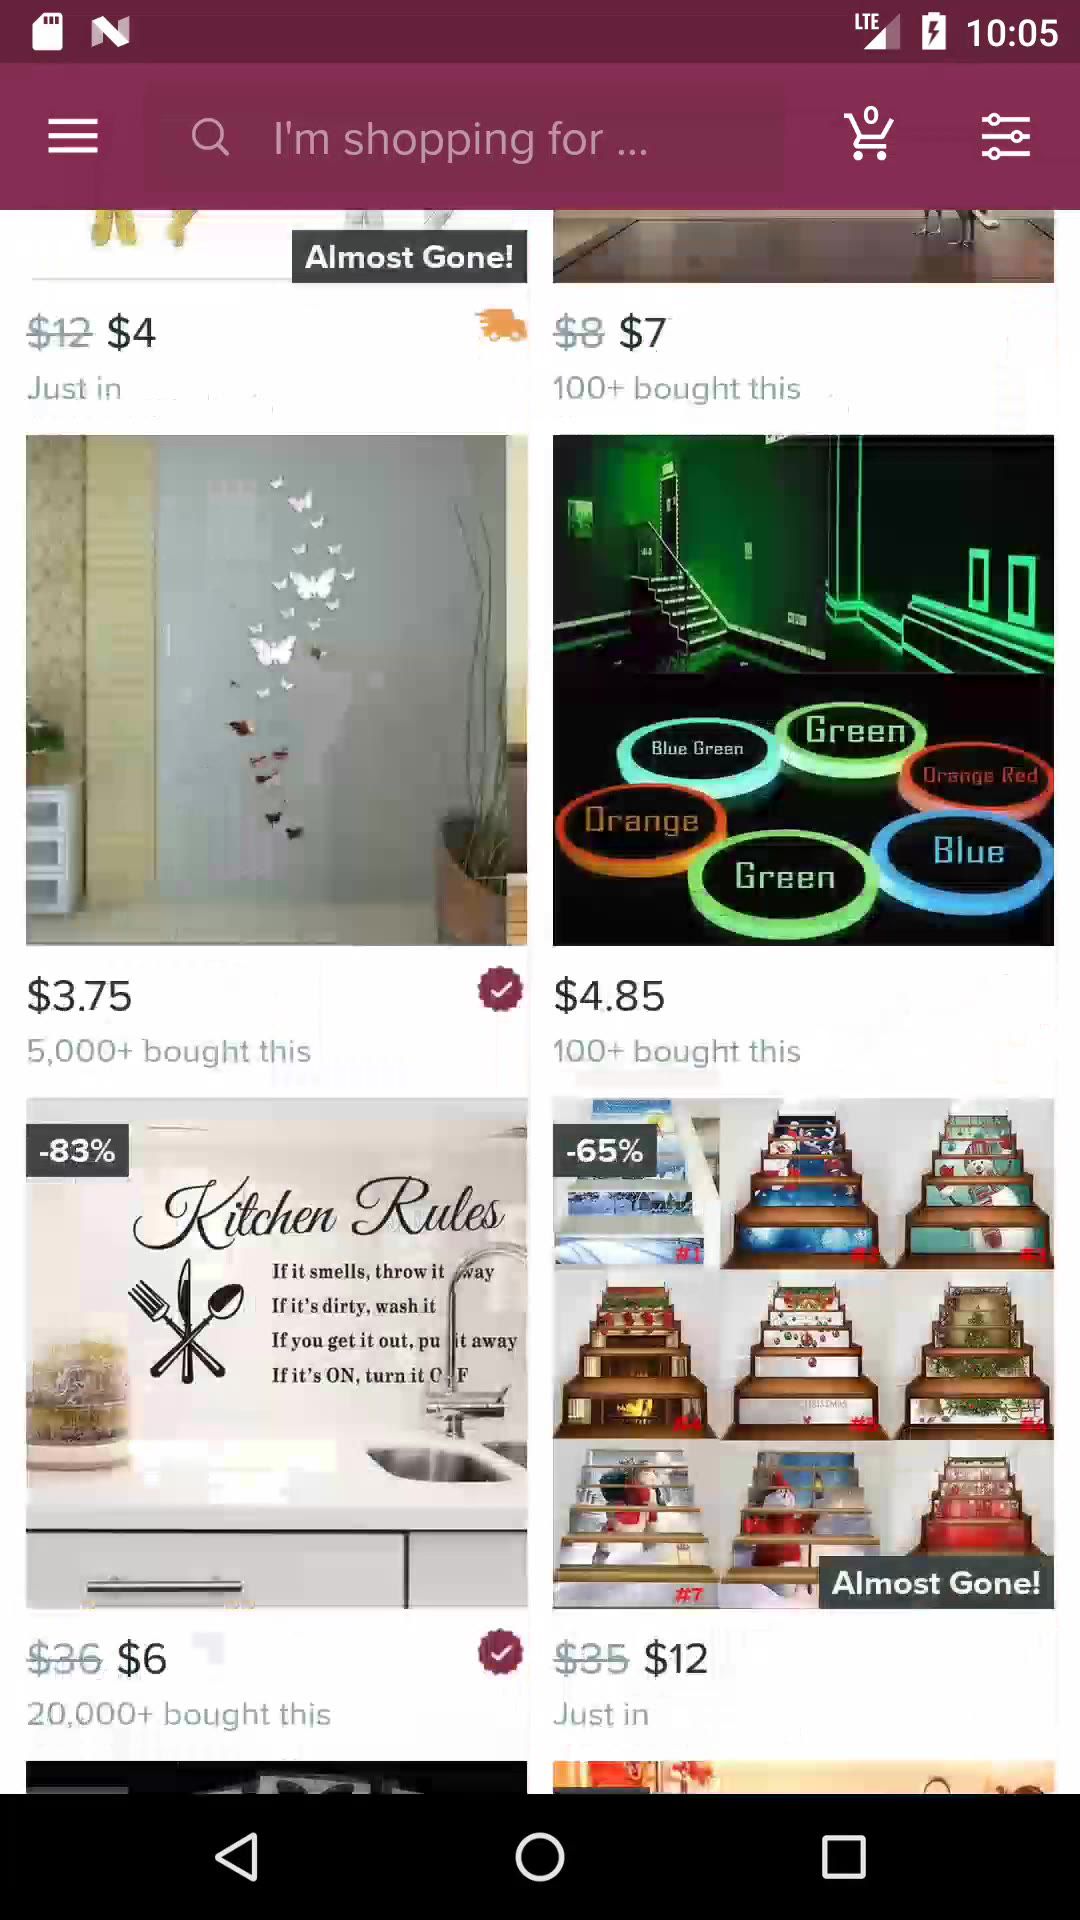 LTE 10:05
I'm shopping for ...
0
Almost Gone!
$12 $4
$8 $7
Just in
100+ bought this
Green
Blue Green
Orange Red
Orange
Blue
Green
$3.75
$4.85
5,000+ bought this
100+ bought this
-83%
Kitchen Rules
If it smells, throw it away
If it's dirty, wash it
If you get it out, pu it away
If it's ON, turn it O F
-65%
#1 #2 #3
#4 #5 #6
#7
Almost Gone!
$36 $6
$35 $12
20,000+ bought this
Just in